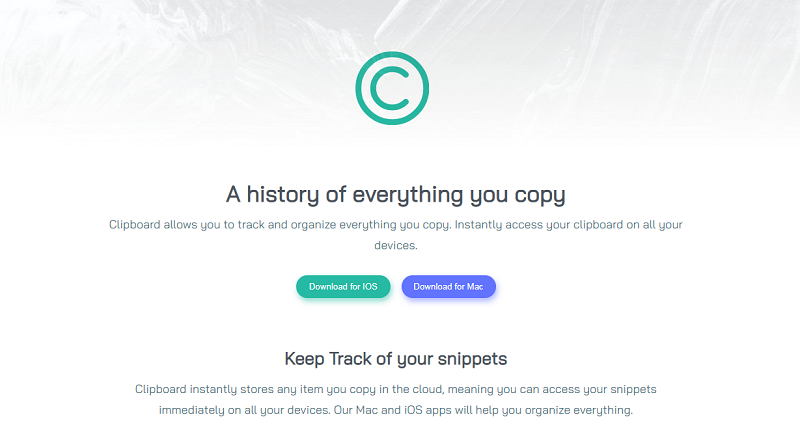 C
A history of everything you copy
Clipboard allows you to track and organize everything you copy. Instantly access your clipboard on all your
devices.
Download for IOS
Download for Mac
Keep Track of your snippets
Clipboard instantly stores any item you copy in the cloud, meaning you can access your snippets
immediately on all your devices. Our Mac and iOS apps will help you organize everything.